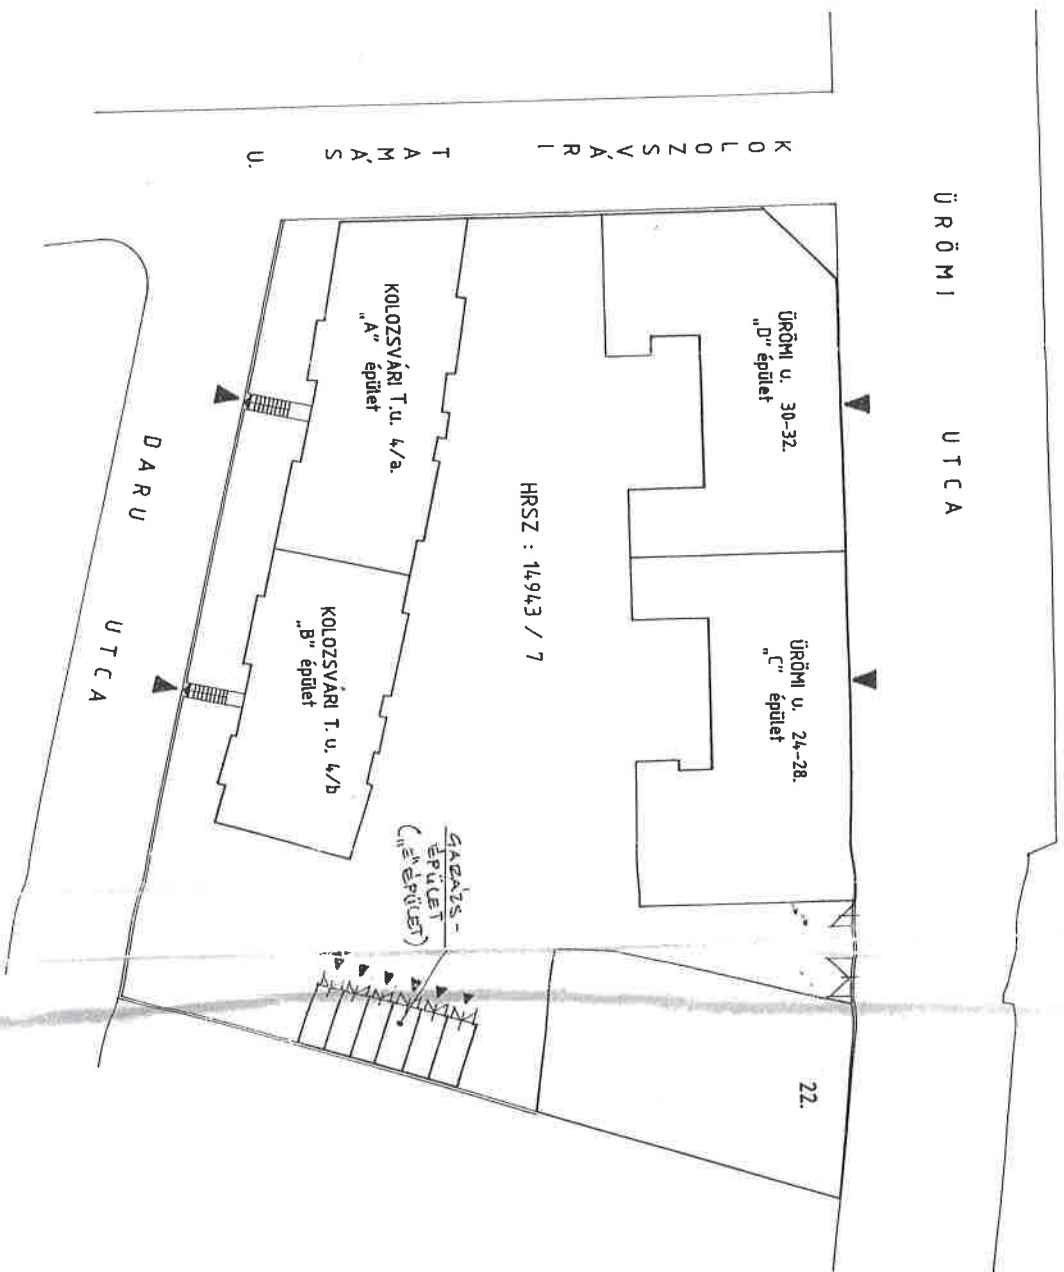 ÜRÖMI UTCA
KOLOZSVÁRI TAMÁS U.
ÜRÖMI U. 30-32.
„D" épület
ÜRÖMI U. 24-28.
„C" épület
22.
HRSZ : 14943 / 7
KOLOZSVÁRI T.u. 4/a.
„A" épület
KOLOZSVÁRI T. u. 4/b
„B" épület
GARÁZS-
ÉPÜLET
(„E" ÉPÜLET)
DARU UTCA